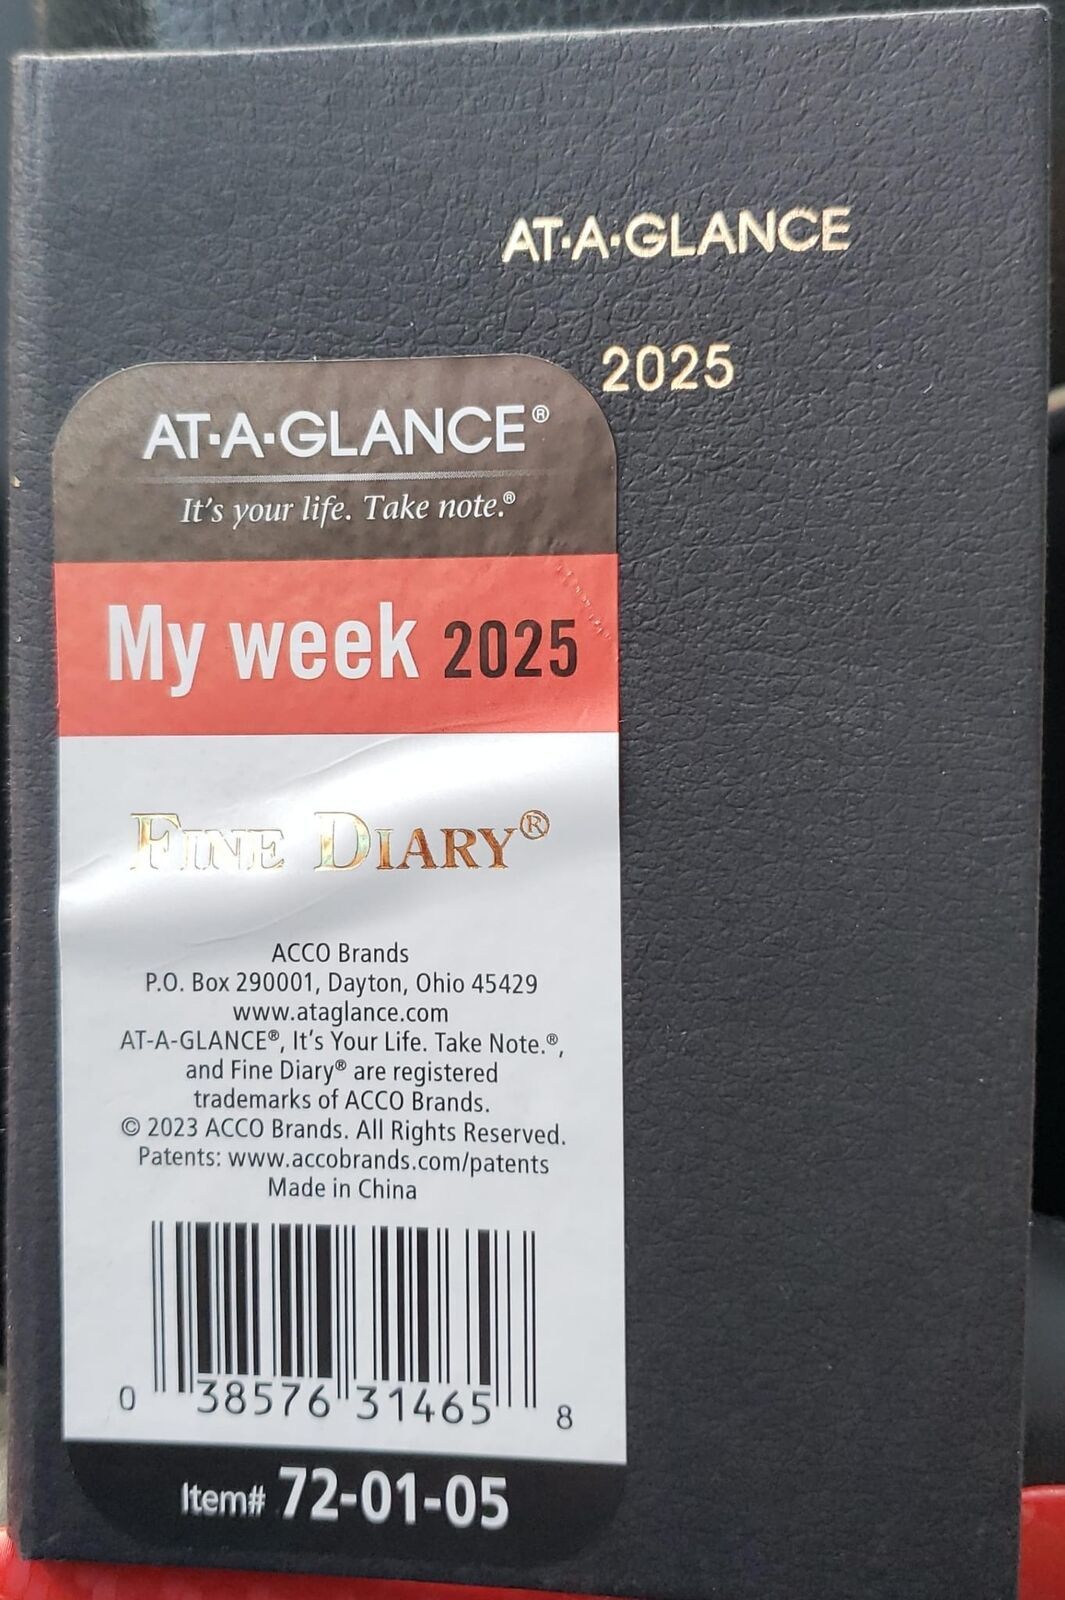 AT·A·GLANCE
2025
AT·A·GLANCE®
It's your life. Take note.®
My week 2025
FINE DIARY®
ACCO Brands
P.O. Box 290001, Dayton, Ohio 45429
www.ataglance.com
AT-A-GLANCE®, It's Your Life. Take Note.®,
and Fine Diary® are registered
trademarks of ACCO Brands.
© 2023 ACCO Brands. All Rights Reserved.
Patents: www.accobrands.com/patents
Made in China
0 38576 31465 8
Item# 72-01-05